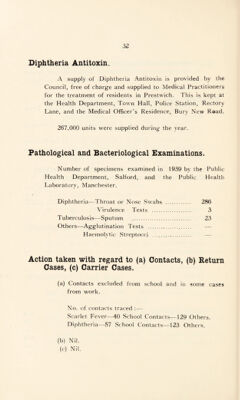 32
Diphtheria Antitoxin.
A supply of Diphtheria Antitoxin is provided by the
Council, free of charge and supplied to Medical Practitioners
for the treatment of residents in Prestwich. This is kept at
the Health Department, Town Hall, Police Station, Rectory
Lane, and the Medical Officer's Residence, Bury New Road.
267,000 units were supplied during the year.
Pathological and Bacteriological Examinations.
Number of specimens examined in 1939 by the Public
Health Department, Salford, and the Public Health
Laboratory, Manchester.
Diphtheria—Throat or Nose Swabs ............ 286
Virulence Tests ............ 3
Tuberculosis—Sputum ............ 23
Others—Agglutination Tests ............ —
Haemolytic Streptocci ............ —
Action taken with regard to (a) Contacts, (b) Return
Cases, (c) Carrier Cases.
(a) Contacts excluded from school and in some cases
from work.
No. of contacts traced :—
Scarlet Fever—40 School Contacts—129 Others.
Diphtheria—57 School Contacts—123 Others.
(b) Nil.
(c) Nil.